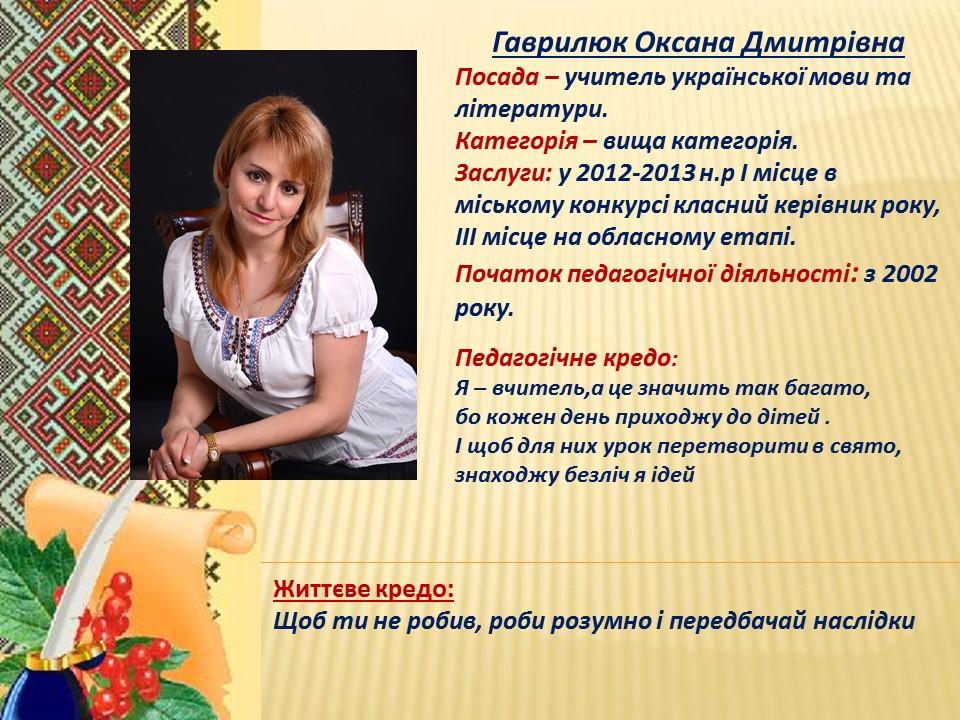 Гаврилюк Оксана Дмитрівна
Посада – учитель української мови та
літератури.
Категорія – вища категорія.
Заслуги: у 2012-2013 н.р І місце в
міському конкурсі класний керівник року,
ІІІ місце на обласному етапі.
Початок педагогічної діяльності: з 2002
року.
Педагогічне кредо:
Я – вчитель,а це значить так багато,
бо кожен день приходжу до дітей .
І щоб для них урок перетворити в свято,
знаходжу безліч я ідей
Життєве кредо:
Щоб ти не робив, роби розумно і передбачай наслідки